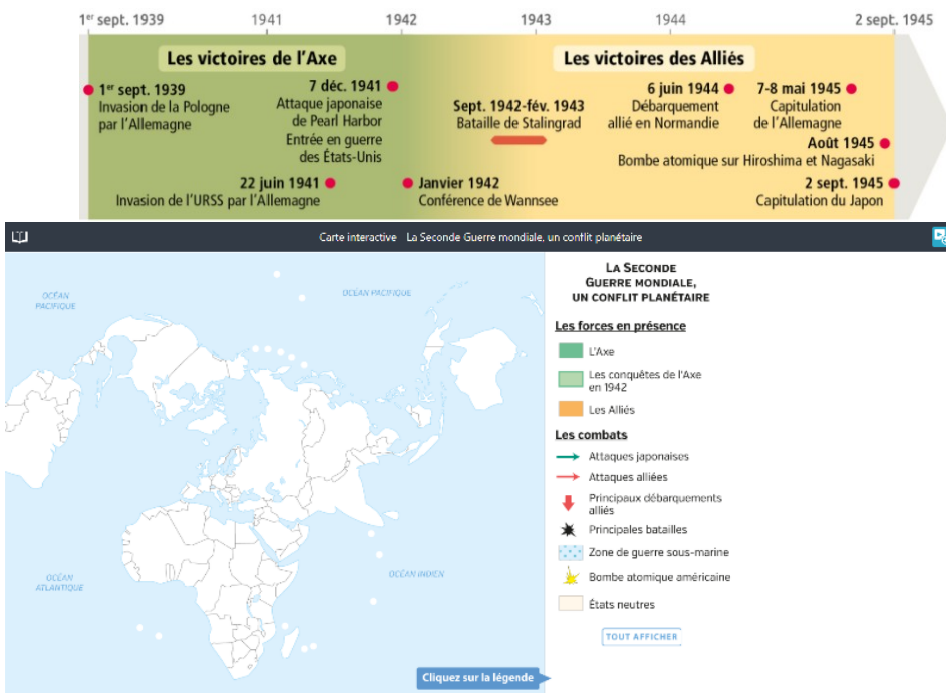 1er sept. 1939
1941
1942
1943
1944
2 sept. 1945
Les victoires de l'Axe
Les victoires des Alliés
1er sept. 1939
Invasion de la Pologne
par l'Allemagne
7 déc. 1941
Attaque japonaise
de Pearl Harbor
Entrée en guerre
des États-Unis
22 juin 1941
Invasion de l'URSS par l'Allemagne
Sept. 1942-fév. 1943
Bataille de Stalingrad
Janvier 1942
Conférence de Wannsee
6 juin 1944
Débarquement
allié en Normandie
7-8 mai 1945
Capitulation
de l'Allemagne
Août 1945
Bombe atomique sur Hiroshima et Nagasaki
2 sept. 1945
Capitulation du Japon
Carte interactive La Seconde Guerre mondiale, un conflit planétaire
OCÉAN
PACIFIQUE
OCÉAN PACIFIQUE
OCÉAN
ATLANTIQUE
OCÉAN INDIEN
LA SECONDE
GUERRE MONDIALE,
UN CONFLIT PLANÉTAIRE
Les forces en présence
L'Axe
Les conquêtes de l'Axe
en 1942
Les Alliés
Les combats
Attaques japonaises
Attaques alliées
Principaux débarquements
alliés
Principales batailles
Zone de guerre sous-marine
Bombe atomique américaine
États neutres
TOUT AFFICHER
Cliquez sur la légende